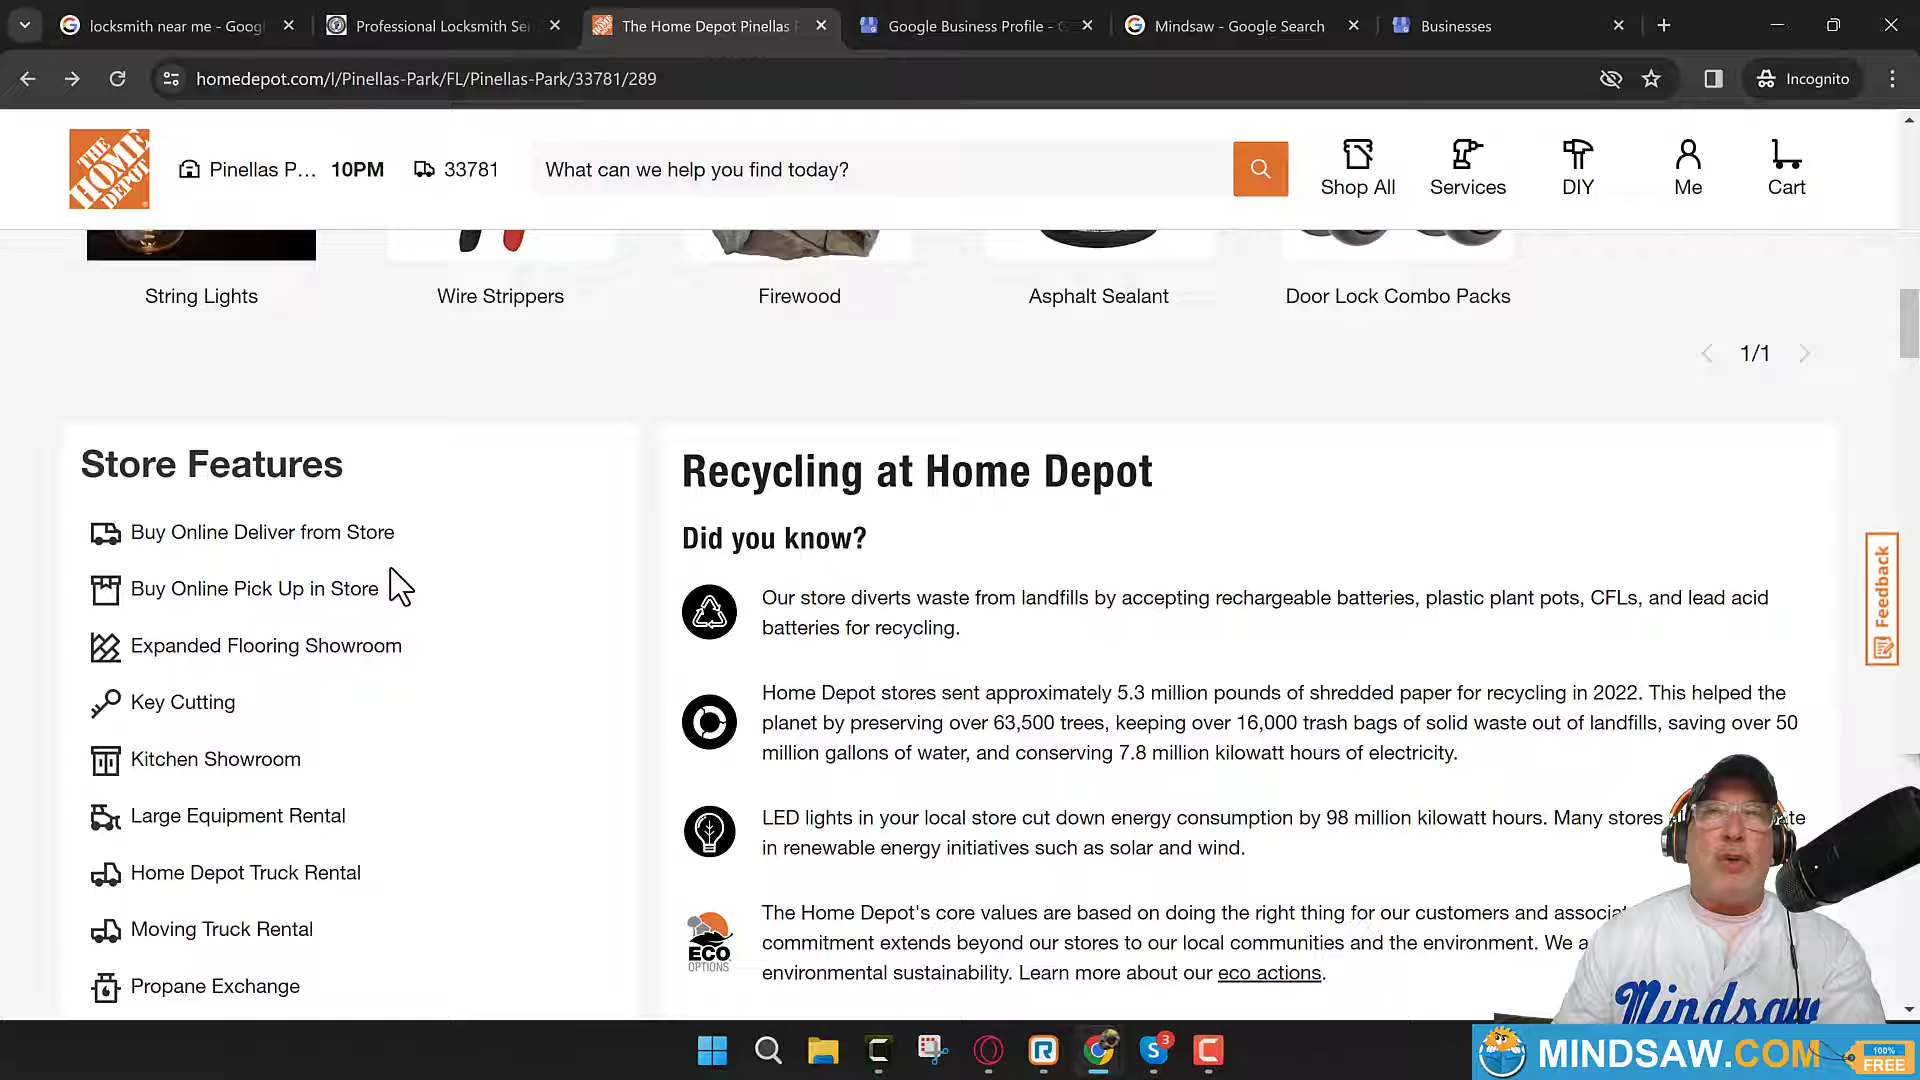 locksmith near me - Goog
Professional Locksmith Se
The Home Depot Pinellas
Google Business Profile -
Mindsaw - Google Search
Businesses
homedepot.com/l/Pinellas-Park/FL/Pinellas-Park/33781/289
Incognito
THE HOME DEPOT
Pinellas P... 10PM
33781
What can we help you find today?
Shop All
Services
DIY
Me
Cart
String Lights
Wire Strippers
Firewood
Asphalt Sealant
Door Lock Combo Packs
1/1
Store Features
Buy Online Deliver from Store
Buy Online Pick Up in Store
Expanded Flooring Showroom
Key Cutting
Kitchen Showroom
Large Equipment Rental
Home Depot Truck Rental
Moving Truck Rental
Propane Exchange
Recycling at Home Depot
Did you know?
Our store diverts waste from landfills by accepting rechargeable batteries, plastic plant pots, CFLs, and lead acid
batteries for recycling.
Home Depot stores sent approximately 5.3 million pounds of shredded paper for recycling in 2022. This helped the
planet by preserving over 63,500 trees, keeping over 16,000 trash bags of solid waste out of landfills, saving over 50
million gallons of water, and conserving 7.8 million kilowatt hours of electricity.
LED lights in your local store cut down energy consumption by 98 million kilowatt hours. Many stores
in renewable energy initiatives such as solar and wind.
ECO
OPTIONS
The Home Depot's core values are based on doing the right thing for our customers and associat
commitment extends beyond our stores to our local communities and the environment. We a
environmental sustainability. Learn more about our eco actions.
Feedback
Mindsaw
3
MINDSAW.COM
100%
FREE